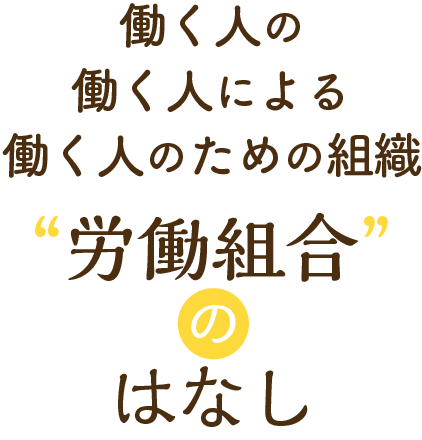 働く人の
働く人による
働く人のための組織
“労働組合”
の
はなし